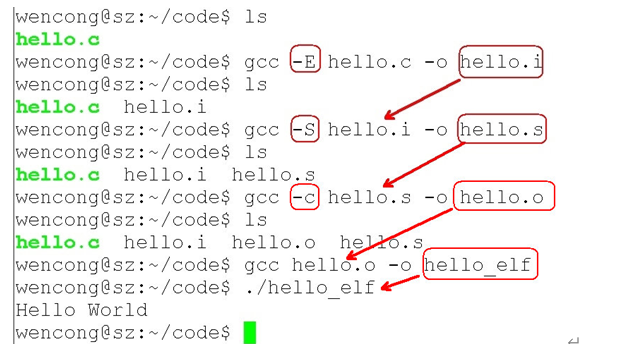 wencong@sz:~/code$ ls
hello.c
wencong@sz:~/code$ gcc -E hello.c -o hello.i
wencong@sz:~/code$ ls
hello.c hello.i
wencong@sz:~/code$ gcc -S hello.i -o hello.s
wencong@sz:~/code$ ls
hello.c hello.i hello.s
wencong@sz:~/code$ gcc -c hello.s -o hello.o
wencong@sz:~/code$ ls
hello.c hello.i hello.o hello.s
wencong@sz:~/code$ gcc hello.o -o hello_elf
wencong@sz:~/code$ ./hello_elf
Hello World
wencong@sz:~/code$